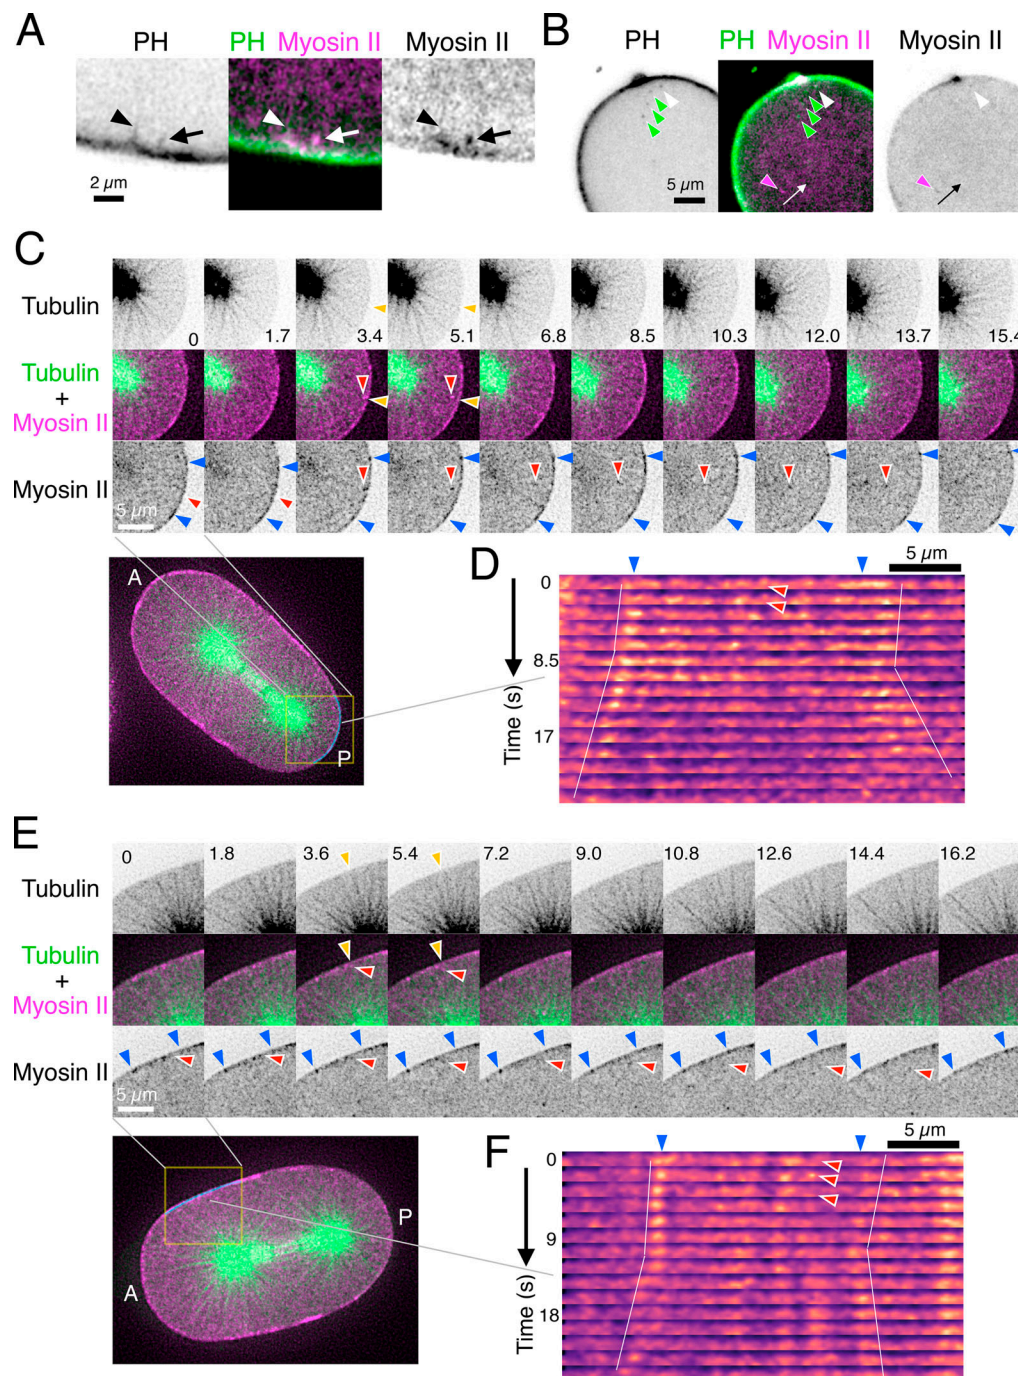 A
PH
PH Myosin II
Myosin II
2 µm
B
PH
PH Myosin II
Myosin II
5 µm
C
Tubulin
0
1.7
3.4
5.1
6.8
8.5
10.3
12.0
13.7
15.4
Tubulin
+
Myosin II
Myosin II
5 µm
A
P
D
5 µm
0
8.5
17
Time (s)
E
Tubulin
0
1.8
3.6
5.4
7.2
9.0
10.8
12.6
14.4
16.2
Tubulin
+
Myosin II
Myosin II
5 µm
A
P
F
5 µm
0
9
18
Time (s)